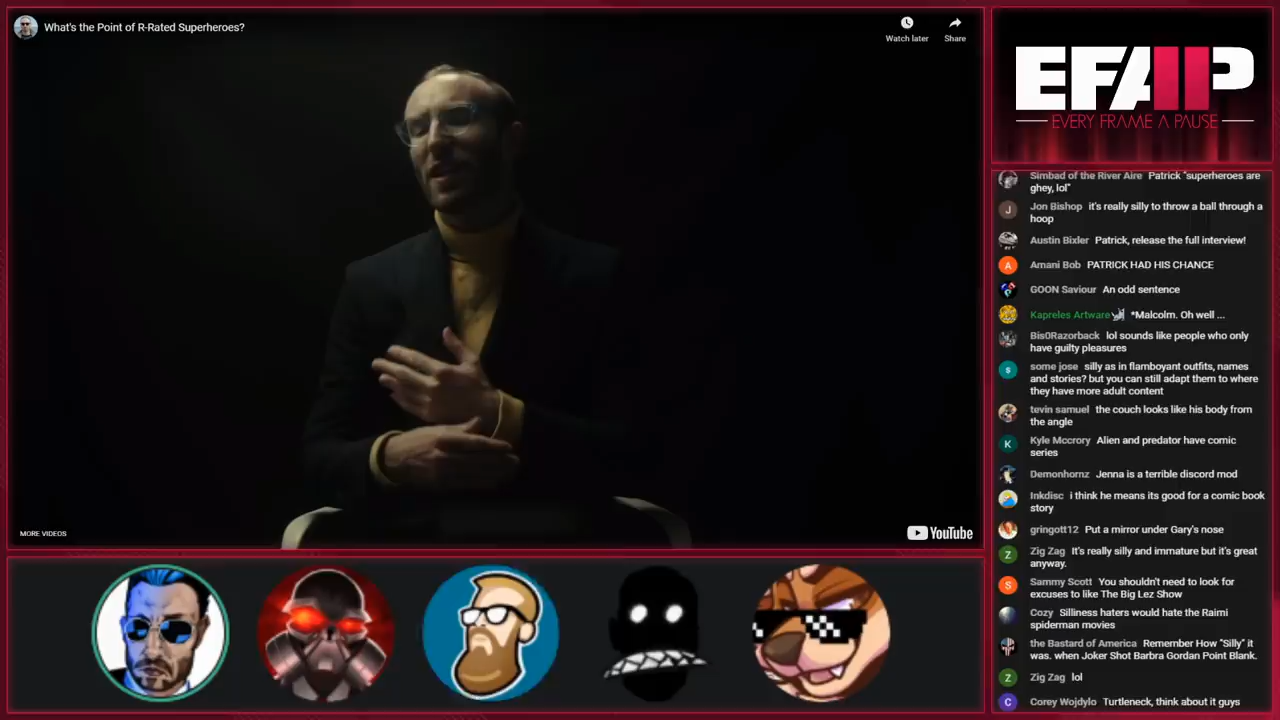 What's the Point of R-Rated Superheroes?
Watch later
Share
MORE VIDEOS
YouTube
EFAP
EVERY FRAME A PAUSE
Simbad of the River Aire Patrick "superheroes are
ghey, lol"
J
Jon Bishop it's really silly to throw a ball through a
hoop
Austin Bixler Patrick, release the full interview!
A
Amani Bob PATRICK HAD HIS CHANCE
GOON Saviour An odd sentence
Kapreles Artware *Malcolm. Oh well ...
Bis0Razorback lol sounds like people who only
have guilty pleasures
s
some jose silly as in flamboyant outfits, names
and stories? but you can still adapt them to where
they have more adult content
tevin samuel the couch looks like his body from
the angle
K
Kyle Mccrory Alien and predator have comic
series
Demonhornz Jenna is a terrible discord mod
Inkdisc i think he means its good for a comic book
story
gringott12 Put a mirror under Gary's nose
Z
Zig Zag It's really silly and immature but it's great
anyway.
S
Sammy Scott You shouldn't need to look for
excuses to like The Big Lez Show
Cozy Silliness haters would hate the Raimi
spiderman movies
the Bastard of America Remember How "Silly" it
was. when Joker Shot Barbra Gordan Point Blank.
Z
Zig Zag lol
C
Corey Wojdylo Turtleneck, think about it guys